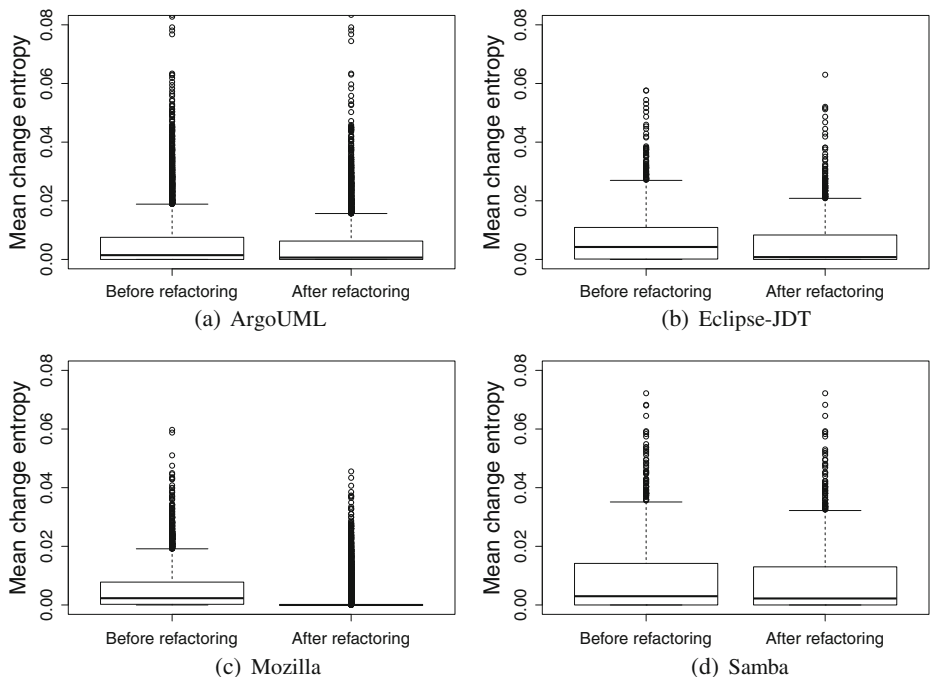 Mean change entropy
0.00 0.02 0.04 0.06 0.08
Before refactoring After refactoring
(a) ArgoUML
Mean change entropy
0.00 0.02 0.04 0.06 0.08
Before refactoring After refactoring
(b) Eclipse-JDT
Mean change entropy
0.00 0.02 0.04 0.06 0.08
Before refactoring After refactoring
(c) Mozilla
Mean change entropy
0.00 0.02 0.04 0.06 0.08
Before refactoring After refactoring
(d) Samba